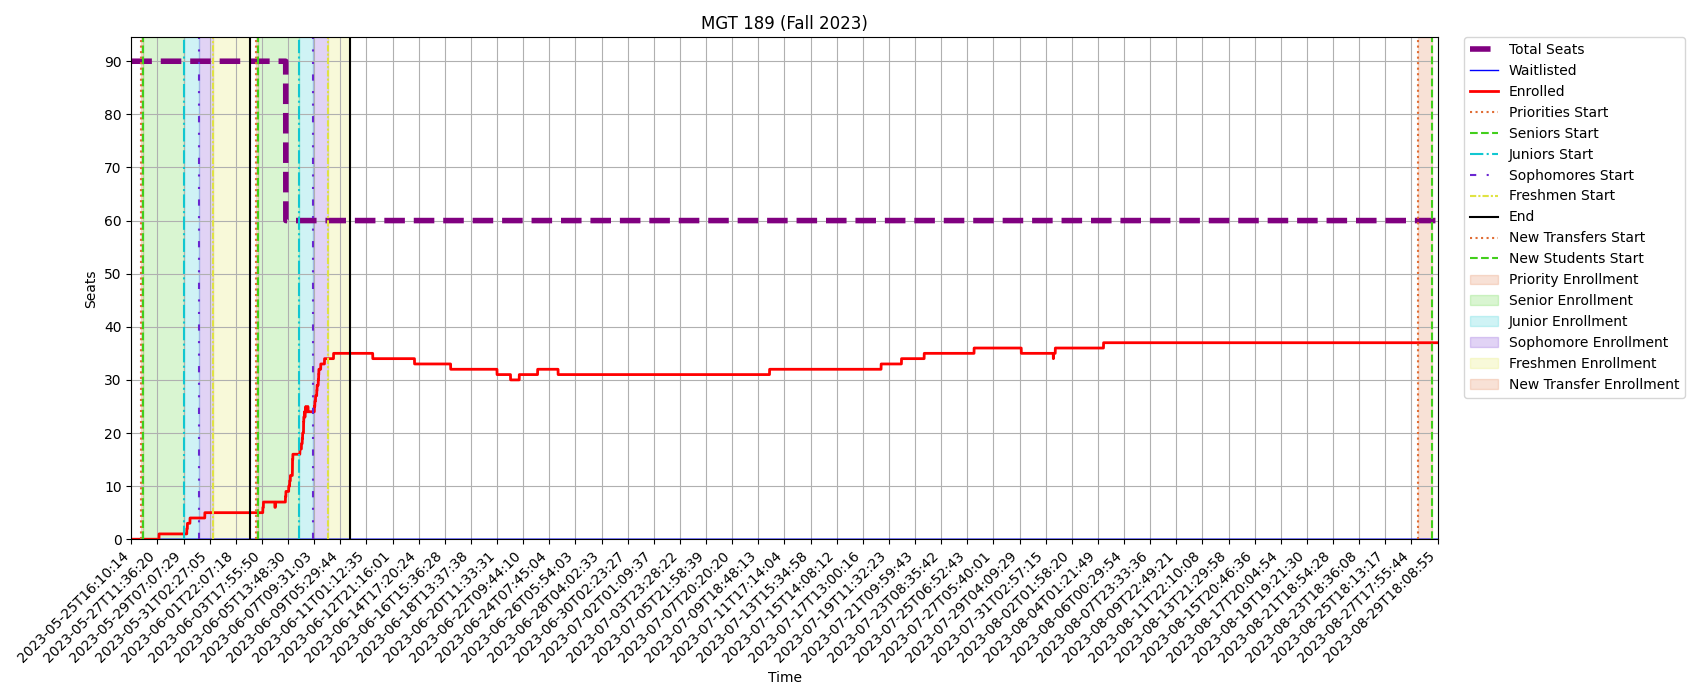 MGT 189 (Fall 2023)
Seats
90
80
70
60
50
40
30
20
10
0
2023-05-25T16:10:14
2023-05-27T11:36:20
2023-05-29T07:07:29
2023-05-31T02:27:05
2023-06-01T22:07:18
2023-06-03T17:55:50
2023-06-05T13:48:30
2023-06-07T09:31:03
2023-06-09T05:29:44
2023-06-11T01:12:35
2023-06-12T21:16:01
2023-06-14T17:20:24
2023-06-16T15:36:28
2023-06-18T13:37:38
2023-06-20T11:33:31
2023-06-22T09:44:10
2023-06-24T07:45:04
2023-06-26T05:54:03
2023-06-28T04:02:33
2023-06-30T02:23:27
2023-07-02T01:09:37
2023-07-03T23:28:22
2023-07-05T21:58:39
2023-07-07T20:20:20
2023-07-09T18:48:13
2023-07-11T17:14:04
2023-07-13T15:34:58
2023-07-15T14:08:12
2023-07-17T13:00:16
2023-07-19T11:32:23
2023-07-21T09:59:43
2023-07-23T08:35:42
2023-07-25T06:52:43
2023-07-27T05:40:01
2023-07-29T04:09:29
2023-07-31T02:57:15
2023-08-02T01:58:20
2023-08-04T01:21:49
2023-08-06T00:29:54
2023-08-07T23:33:36
2023-08-09T22:49:21
2023-08-11T22:10:08
2023-08-13T21:29:58
2023-08-15T20:46:36
2023-08-17T20:04:54
2023-08-19T19:21:30
2023-08-21T18:54:28
2023-08-23T18:36:08
2023-08-25T18:13:17
2023-08-27T17:55:44
2023-08-29T18:08:55
Time
Total Seats
Waitlisted
Enrolled
Priorities Start
Seniors Start
Juniors Start
Sophomores Start
Freshmen Start
End
New Transfers Start
New Students Start
Priority Enrollment
Senior Enrollment
Junior Enrollment
Sophomore Enrollment
Freshmen Enrollment
New Transfer Enrollment